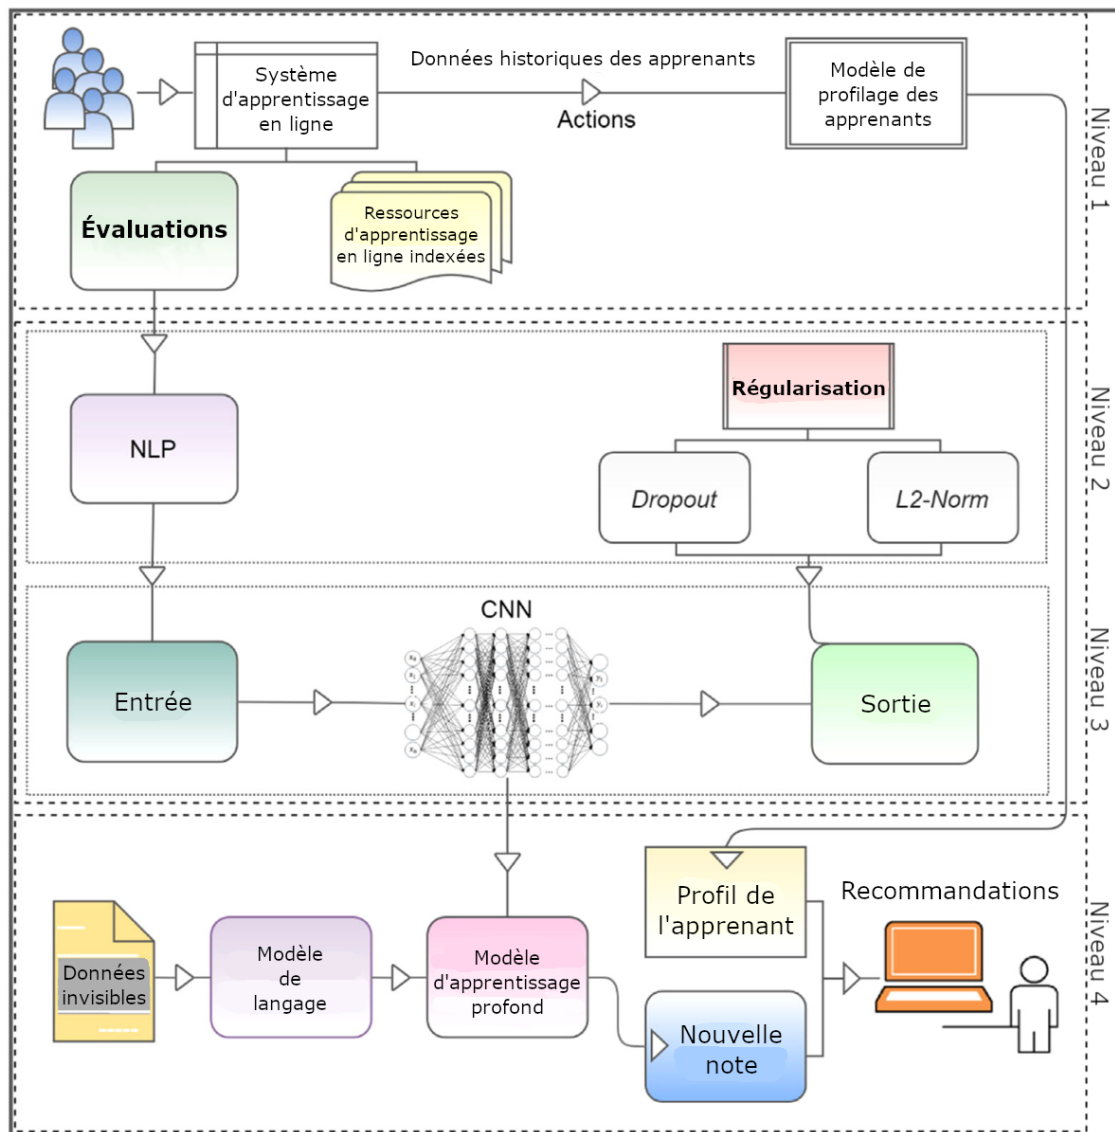 Système
d'apprentissage
en ligne
Données historiques des apprenants
Actions
Modèle de
profilage des
apprenants
Niveau 1
Évaluations
Ressources
d'apprentissage
en ligne indexées
Niveau 2
Régularisation
NLP
Dropout
L2-Norm
Niveau 3
CNN
Entrée
Sortie
Niveau 4
Profil de
l'apprenant
Recommandations
Données
invisibles
Modèle
de
langage
Modèle
d'apprentissage
profond
Nouvelle
note